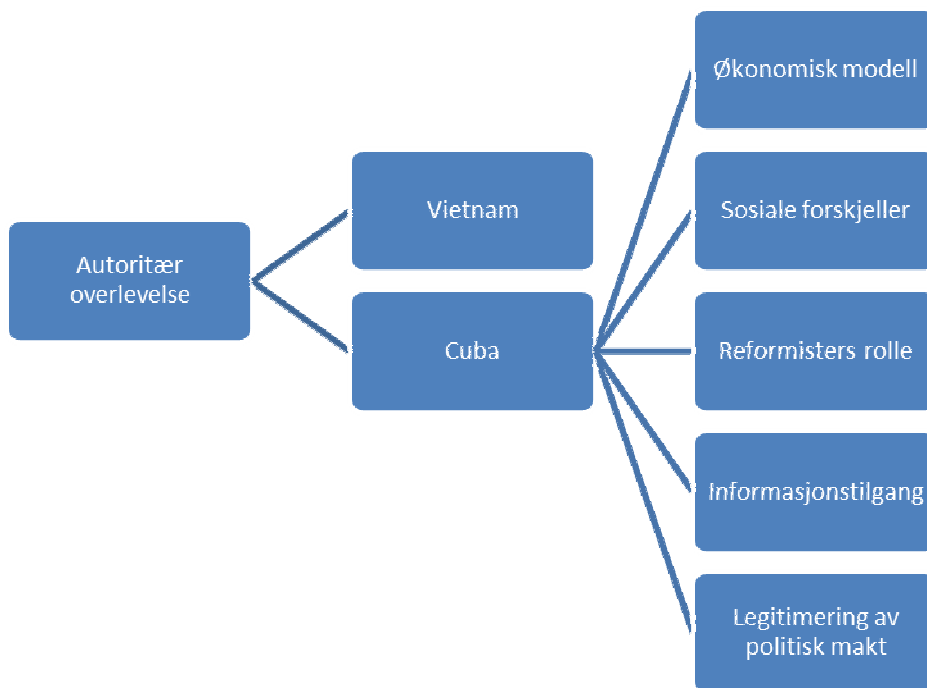 Autoritær
overlevelse
Vietnam
Cuba
Økonomisk modell
Sosiale forskjeller
Reformisters rolle
Informasjonstilgang
Legitimering av
politisk makt